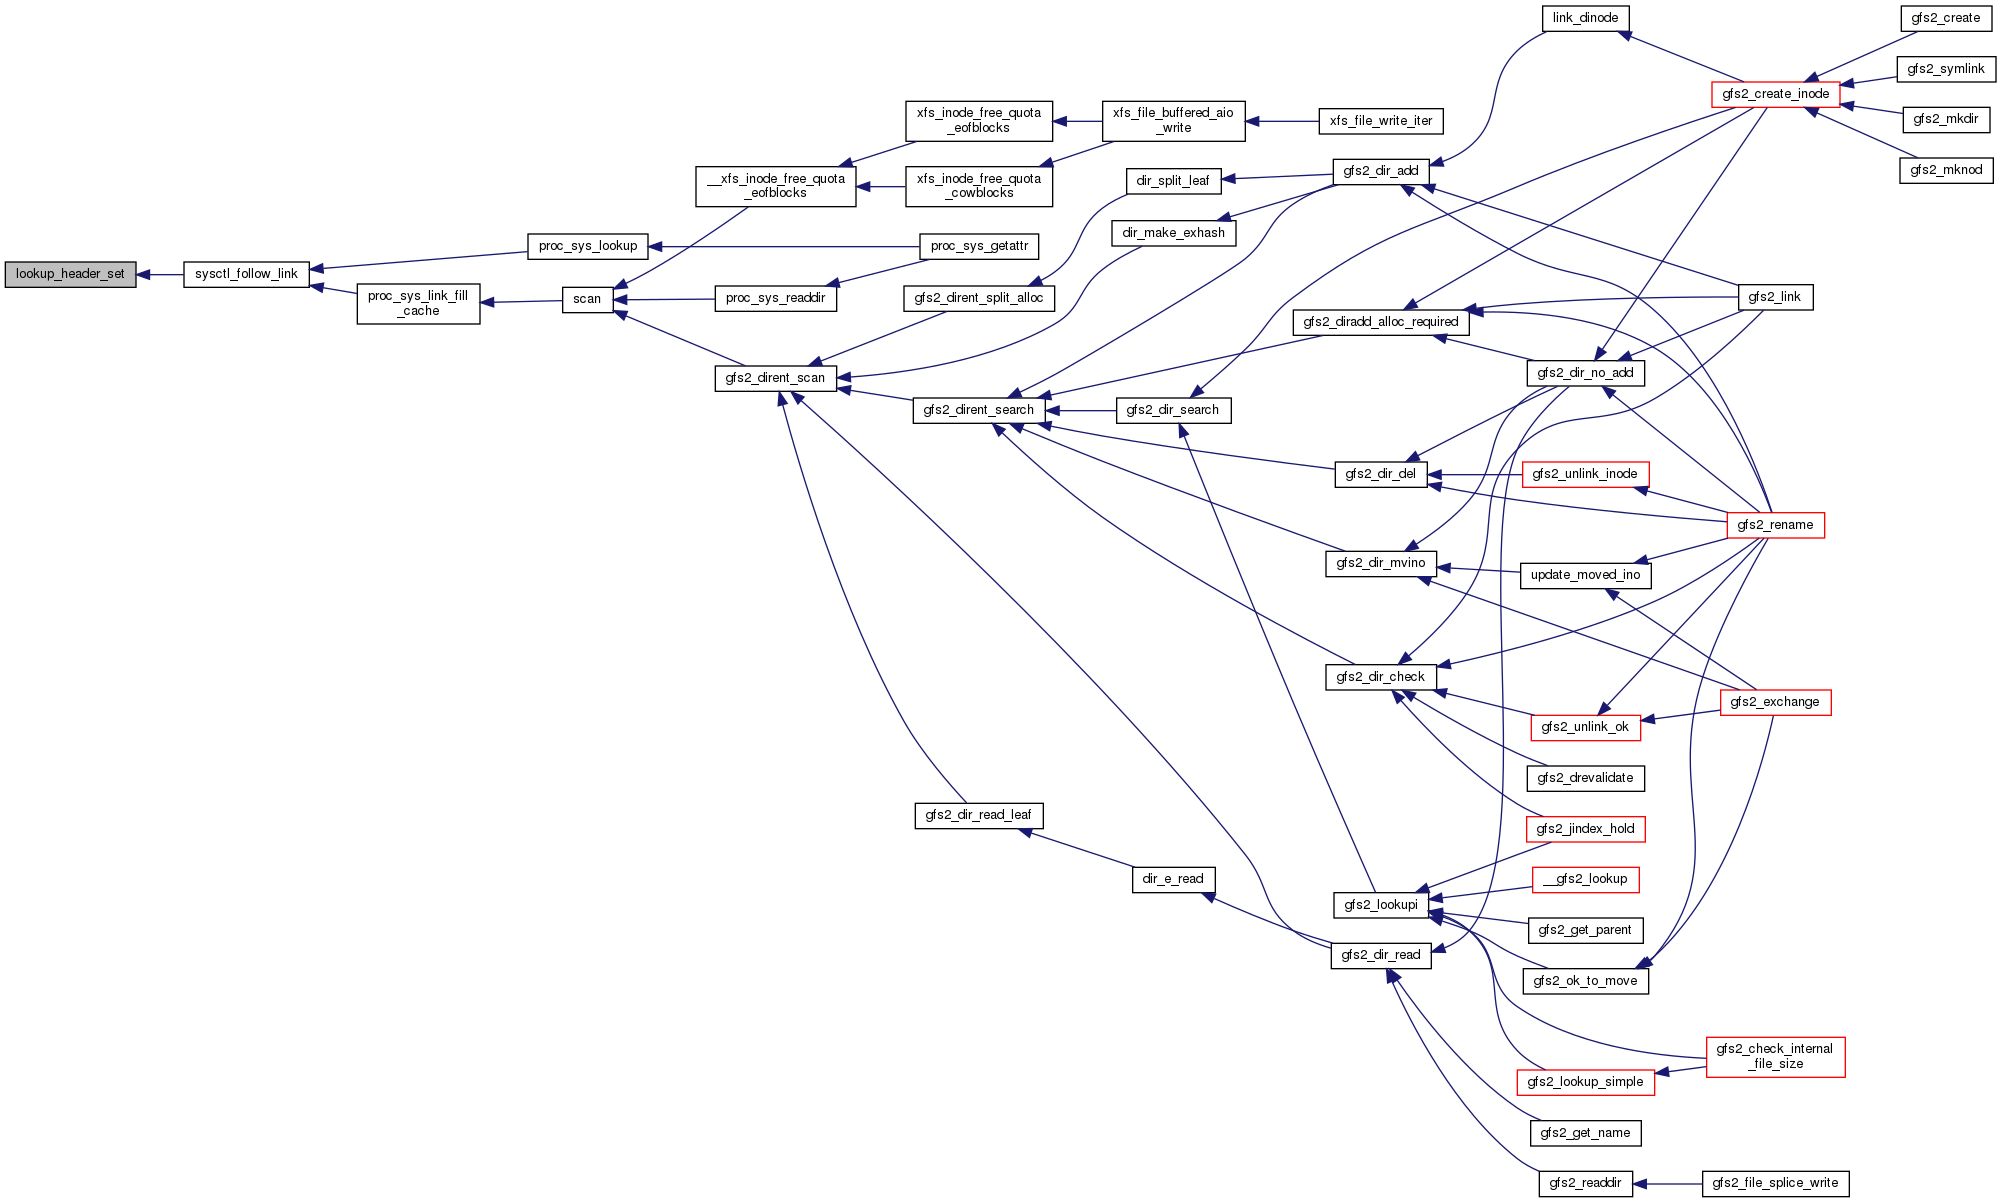 link_dinode
gfs2_create
gfs2_symlink
gfs2_create_inode
gfs2_mkdir
gfs2_mknod
xfs_inode_free_quota
_eofblocks
xfs_file_buffered_aio
_write
xfs_file_write_iter
__xfs_inode_free_quota
_eofblocks
xfs_inode_free_quota
_cowblocks
dir_split_leaf
gfs2_dir_add
dir_make_exhash
proc_sys_lookup
proc_sys_getattr
lookup_header_set
sysctl_follow_link
proc_sys_link_fill
_cache
scan
proc_sys_readdir
gfs2_dirent_split_alloc
gfs2_link
gfs2_diradd_alloc_required
gfs2_dir_no_add
gfs2_dirent_scan
gfs2_dirent_search
gfs2_dir_search
gfs2_dir_del
gfs2_unlink_inode
gfs2_rename
gfs2_dir_mvino
update_moved_ino
gfs2_dir_check
gfs2_exchange
gfs2_unlink_ok
gfs2_drevalidate
gfs2_dir_read_leaf
gfs2_jindex_hold
dir_e_read
__gfs2_lookup
gfs2_lookupi
gfs2_get_parent
gfs2_dir_read
gfs2_ok_to_move
gfs2_check_internal
_file_size
gfs2_lookup_simple
gfs2_get_name
gfs2_readdir
gfs2_file_splice_write